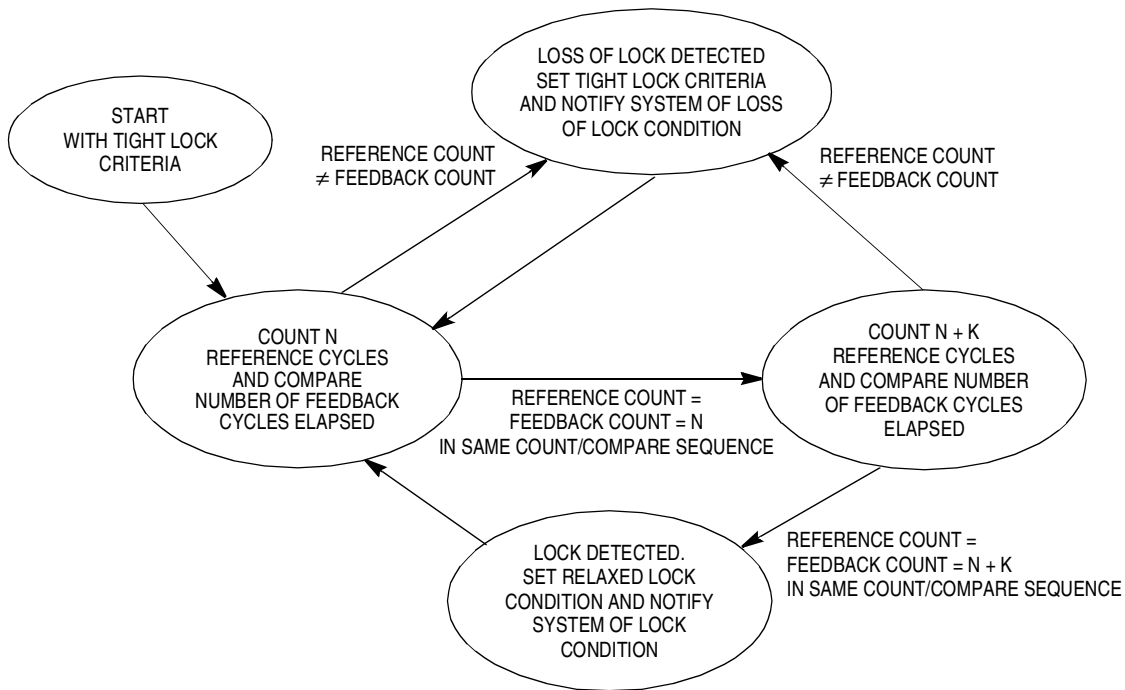 START
WITH TIGHT LOCK
CRITERIA
LOSS OF LOCK DETECTED
SET TIGHT LOCK CRITERIA
AND NOTIFY SYSTEM OF LOSS
OF LOCK CONDITION
REFERENCE COUNT
≠ FEEDBACK COUNT
REFERENCE COUNT
≠ FEEDBACK COUNT
COUNT N
REFERENCE CYCLES
AND COMPARE
NUMBER OF FEEDBACK
CYCLES ELAPSED
REFERENCE COUNT =
FEEDBACK COUNT = N
IN SAME COUNT/COMPARE SEQUENCE
COUNT N + K
REFERENCE CYCLES
AND COMPARE NUMBER
OF FEEDBACK CYCLES
ELAPSED
LOCK DETECTED.
SET RELAXED LOCK
CONDITION AND NOTIFY
SYSTEM OF LOCK
CONDITION
REFERENCE COUNT =
FEEDBACK COUNT = N + K
IN SAME COUNT/COMPARE SEQUENCE